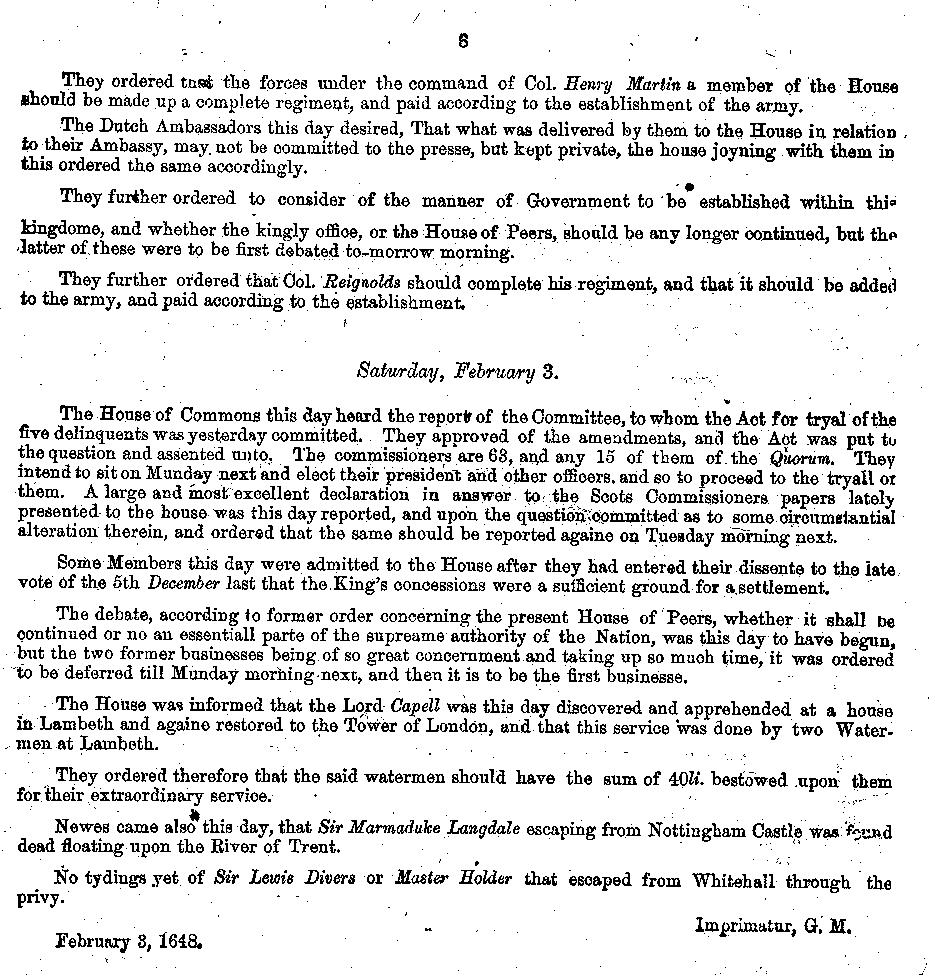 6
They ordered that the forces under the command of Col. Henry Martin a member of the House
should be made up a complete regiment, and paid according to the establishment of the army.
The Dutch Ambassadors this day desired, That what was delivered by them to the House in relation
to their Ambassy, may not be committed to the presse, but kept private, the house joyning with them in
this ordered the same accordingly.
They further ordered to consider of the manner of Government to be established within this
kingdome, and whether the kingly office, or the House of Peers, should be any longer continued, but the
latter of these were to be first debated to-morrow morning.
They further ordered that Col. Reignolds should complete his regiment, and that it should be added
to the army, and paid according to the establishment.
Saturday, February 3.
The House of Commons this day heard the report of the Committee, to whom the Act for tryal of the
five delinquents was yesterday committed. They approved of the amendments, and the Act was put to
the question and assented unto. The commissioners are 63, and any 15 of them of the Quorum. They
intend to sit on Munday next and elect their president and other officers, and so to proceed to the tryall of
them. A large and most excellent declaration in answer to the Scots Commissioners papers lately
presented to the house was this day reported, and upon the question committed as to some circumstantial
alteration therein, and ordered that the same should be reported againe on Tuesday morning next.
Some Members this day were admitted to the House after they had entered their dissente to the late
vote of the 5th December last that the King's concessions were a sufficient ground for a settlement.
The debate, according to former order concerning the present House of Peers, whether it shall be
continued or no an essentiall parte of the supreame authority of the Nation, was this day to have begun,
but the two former businesses being of so great concernment and taking up so much time, it was ordered
to be deferred till Munday morning next, and then it is to be the first businesse.
The House was informed that the Lord Capell was this day discovered and apprehended at a house
in Lambeth and againe restored to the Tower of London, and that this service was done by two Water-
men at Lambeth.
They ordered therefore that the said watermen should have the sum of 40li. bestowed upon them
for their extraordinary service.
Newes came also this day, that Sir Marmaduke Langdale escaping from Nottingham Castle was found
dead floating upon the River of Trent.
No tydings yet of Sir Lewis Divers or Master Holder that escaped from Whitehall through the
privy.
Imprimatur, G. M.
February 3, 1648.